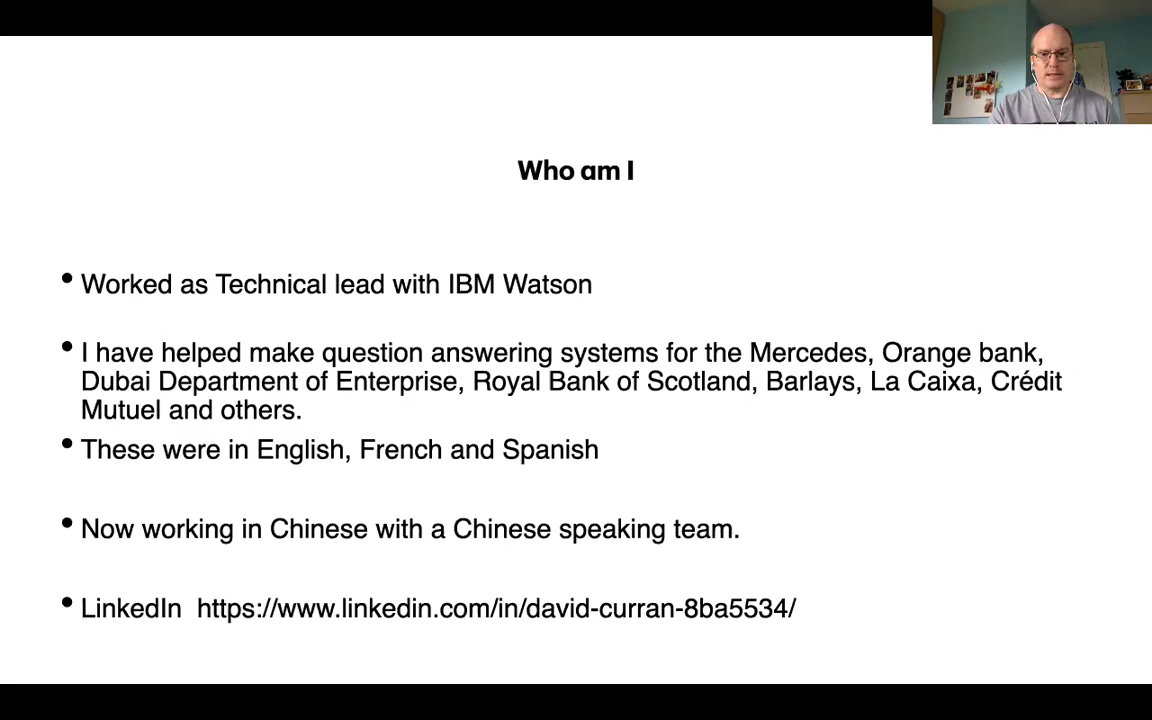 Who am I
• Worked as Technical lead with IBM Watson
• I have helped make question answering systems for the Mercedes, Orange bank,
Dubai Department of Enterprise, Royal Bank of Scotland, Barlays, La Caixa, Crédit
Mutuel and others.
• These were in English, French and Spanish
• Now working in Chinese with a Chinese speaking team.
• LinkedIn  https://www.linkedin.com/in/david-curran-8ba5534/